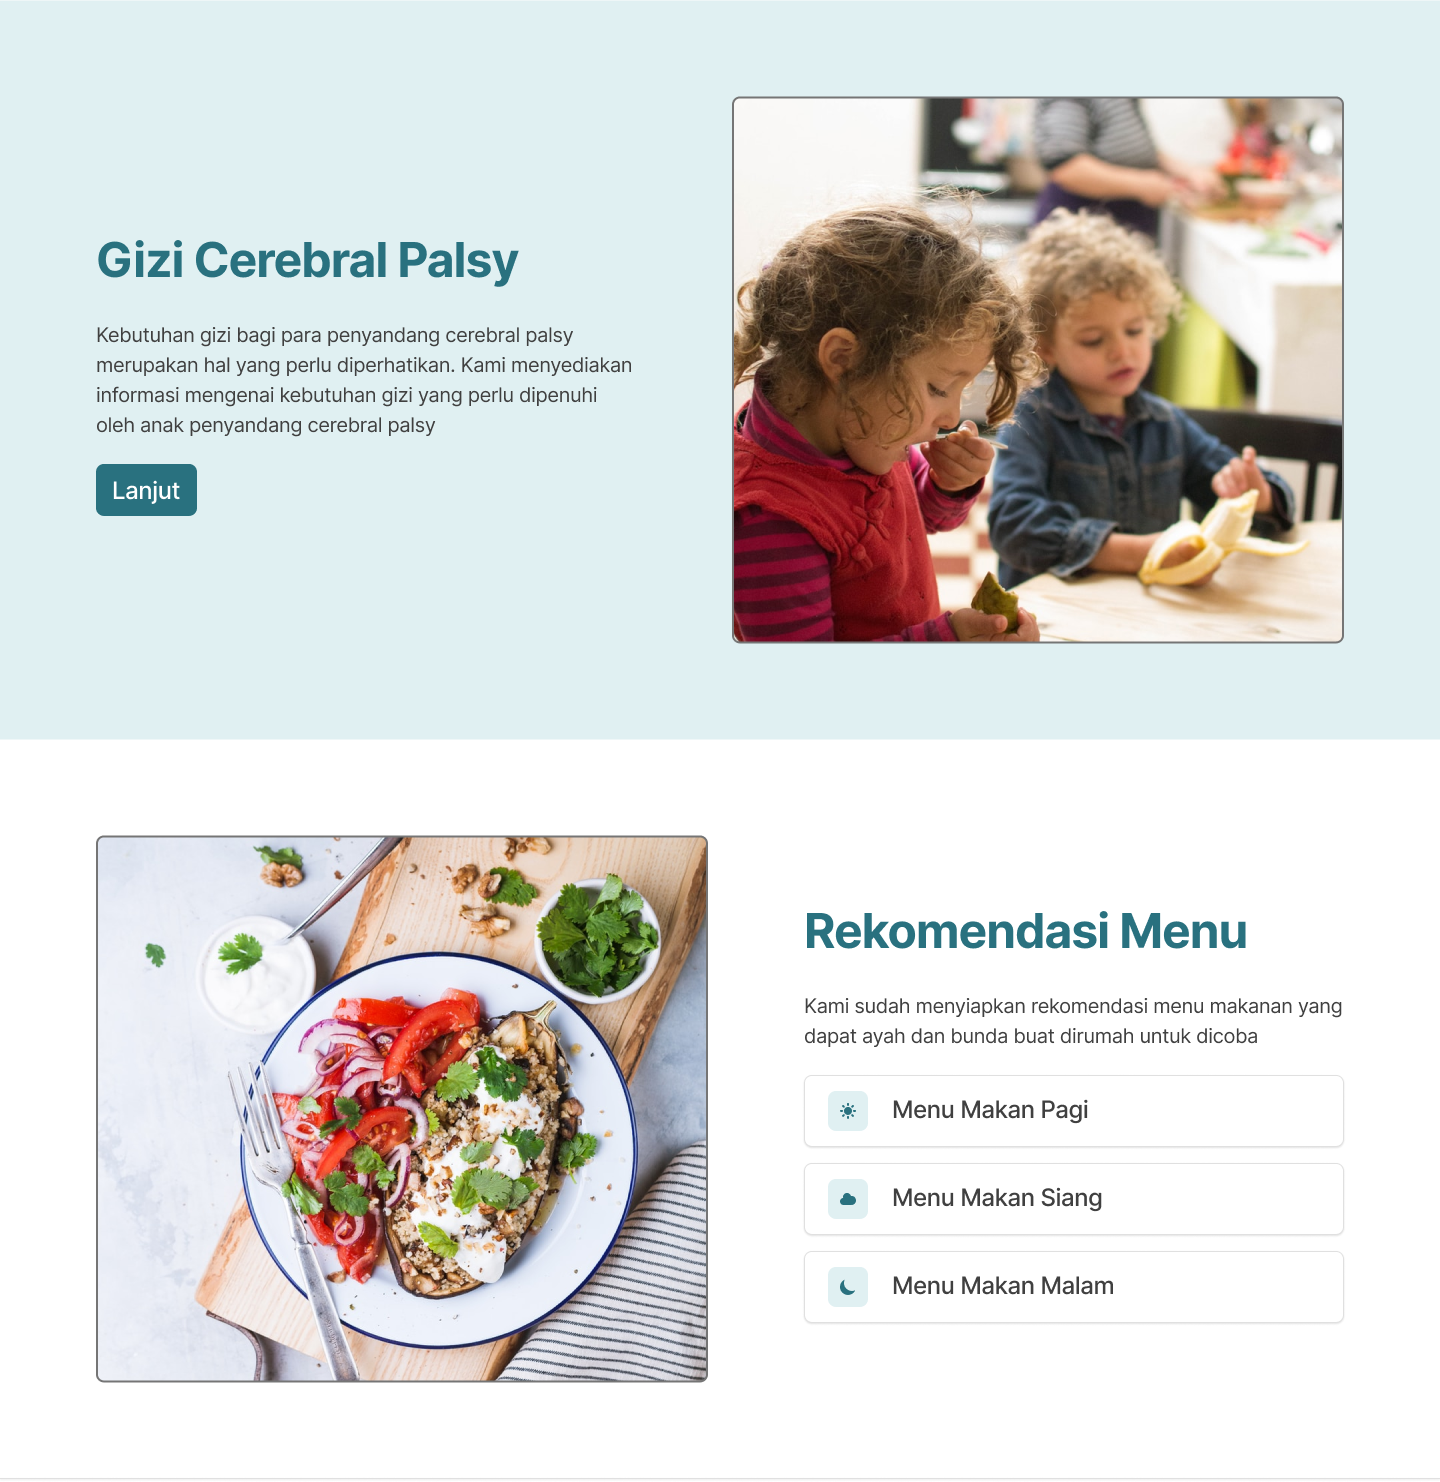 Gizi Cerebral Palsy
Kebutuhan gizi bagi para penyandang cerebral palsy
merupakan hal yang perlu diperhatikan. Kami menyediakan
informasi mengenai kebutuhan gizi yang perlu dipenuhi
oleh anak penyandang cerebral palsy
Lanjut
Rekomendasi Menu
Kami sudah menyiapkan rekomendasi menu makanan yang
dapat ayah dan bunda buat dirumah untuk dicoba
Menu Makan Pagi
Menu Makan Siang
Menu Makan Malam